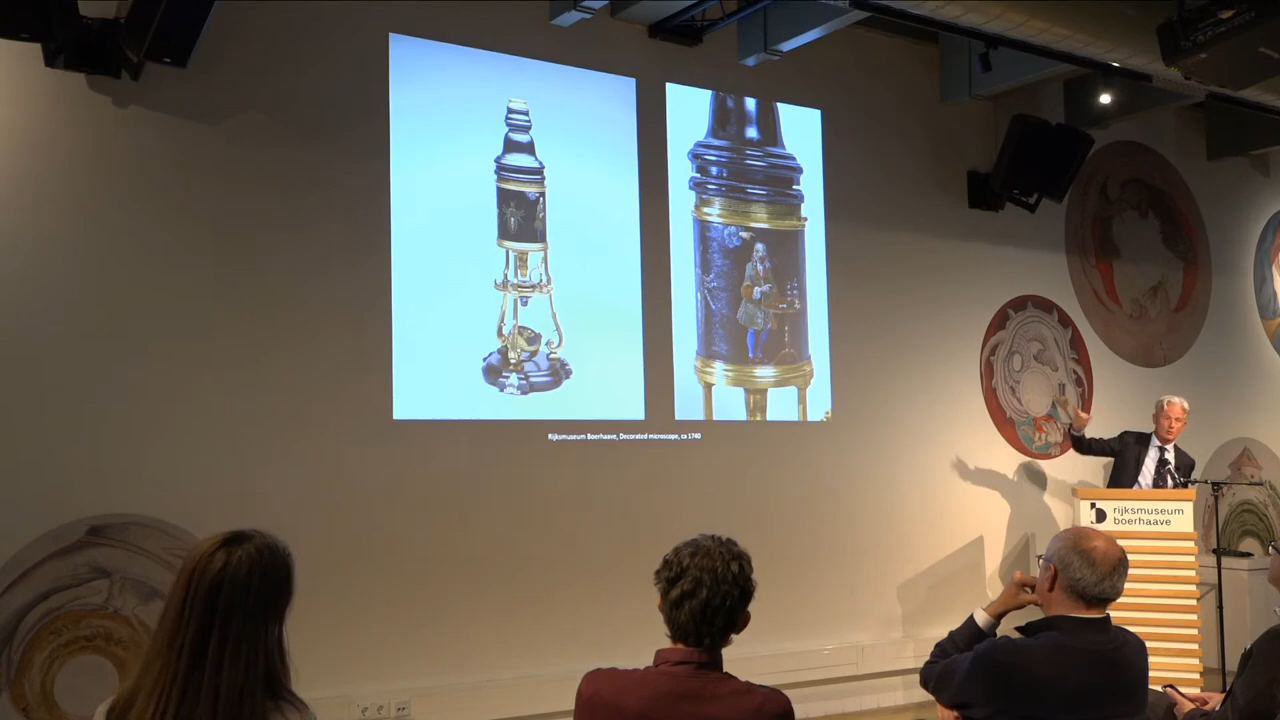 Rijksmuseum Boerhaave, Decorated microscope, ca 1740
rijksmuseum
boerhaave